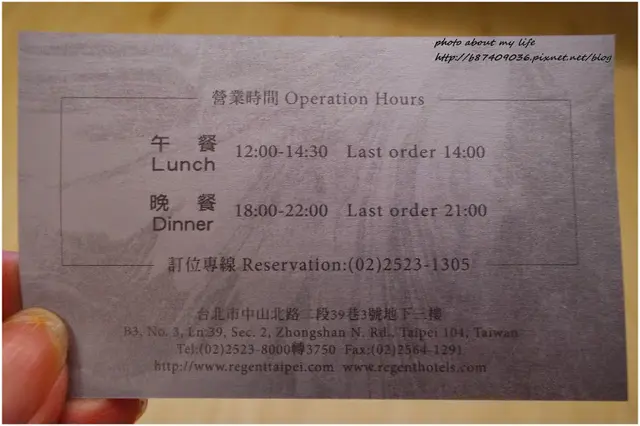 photo about my life
http://b87409036.pixnet.net/blog
營業時間 Operation Hours
午 餐 12:00-14:30 Last order 14:00
Lunch
晚 餐 18:00-22:00 Last order 21:00
Dinner
訂位專線 Reservation:(02)2523-1305
台北市中山北路二段39巷3號地下三樓
B3, No. 3, Ln 39, Sec. 2, Zhongshan N. Rd., Taipei 104, Taiwan
Tel:(02)2523-8000轉3750 Fax:(02)2564-1291
http://www.regenttaipei.com www.regenthotels.com